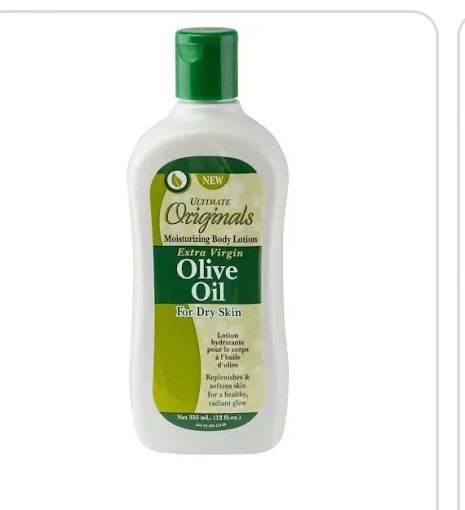 NEW
ULTIMATE
Originals
Moisturizing Body Lotion
Extra Virgin
Olive
Oil
For Dry Skin
Lotion
hydratante
pour le corps
à l'huile
d'olive
Replenishes &
softens skin
for a healthy,
radiant glow
Net 355 mL. (12 fl.oz.)